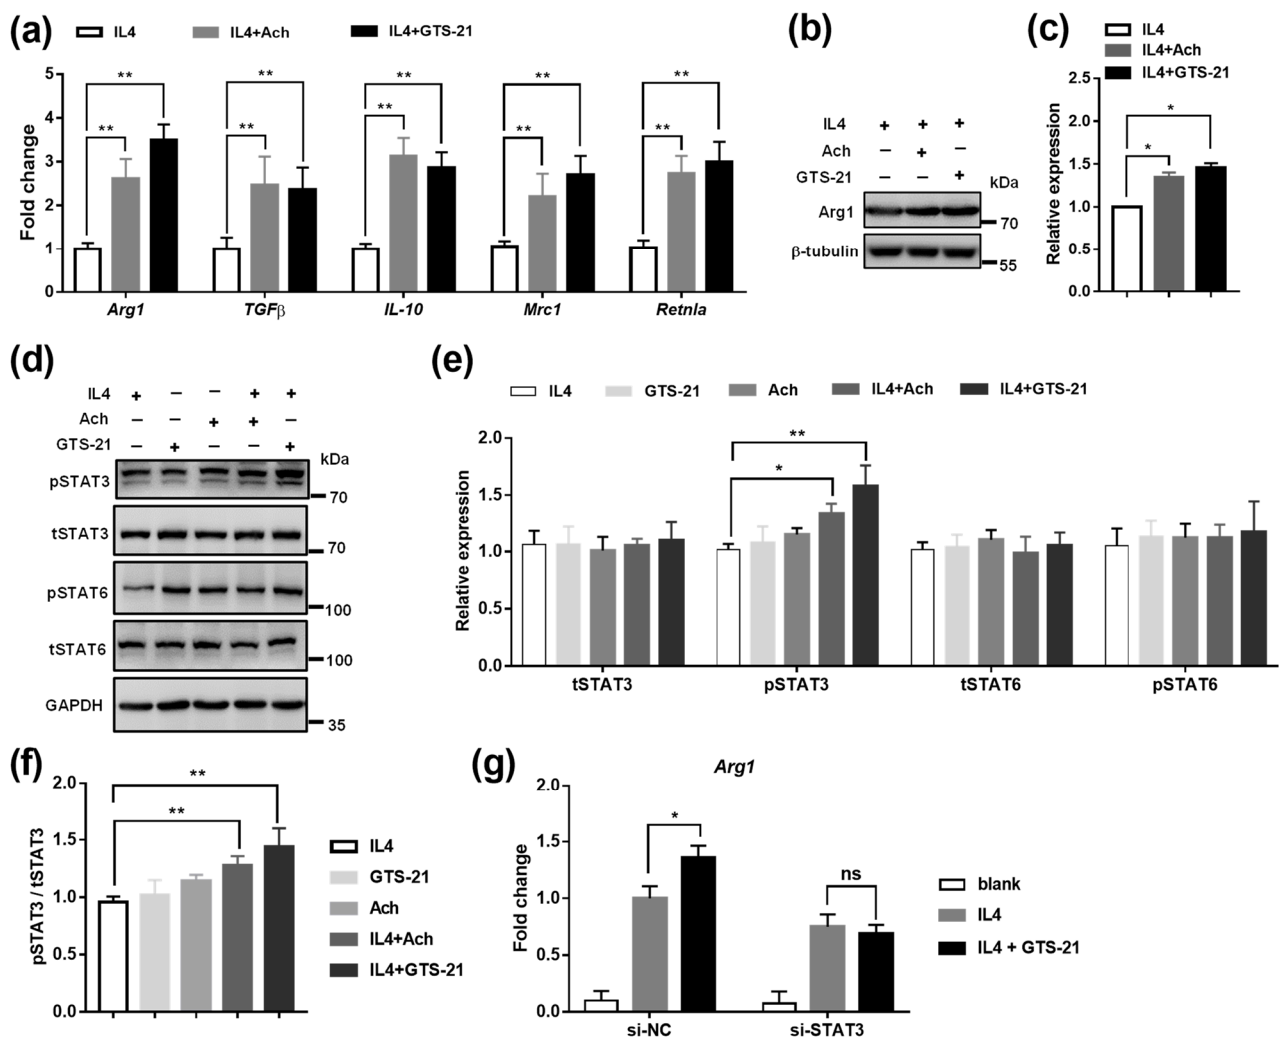 (a)
IL4
IL4+Ach
IL4+GTS-21
Fold change
5
4
3
2
1
0
**
**
**
**
**
**
**
**
**
**
Arg1
TGFβ
IL-10
Mrc1
Retnla
(b)
IL4 + + +
Ach − + −
GTS-21 − − +
kDa
Arg1
70
β-tubulin
55
(c)
IL4
IL4+Ach
IL4+GTS-21
Relative expression
2.5
2.0
1.5
1.0
0.5
0.0
*
*
(d)
IL4 + − − + +
Ach − − + + −
GTS-21 − + − − +
kDa
pSTAT3
70
tSTAT3
70
pSTAT6
100
tSTAT6
100
GAPDH
35
(e)
IL4
GTS-21
Ach
IL4+Ach
IL4+GTS-21
Relative expression
2.0
1.5
1.0
0.5
0.0
**
*
tSTAT3
pSTAT3
tSTAT6
pSTAT6
(f)
pSTAT3 / tSTAT3
2.0
1.5
1.0
0.5
0.0
**
**
IL4
GTS-21
Ach
IL4+Ach
IL4+GTS-21
(g)
Arg1
Fold change
2.0
1.5
1.0
0.5
0.0
*
ns
si-NC
si-STAT3
blank
IL4
IL4 + GTS-21